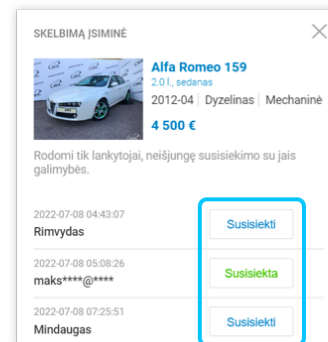 SKELBIMĄ ĮSIMINĖ
Alfa Romeo 159
2.0 l., sedanas
2012-04 Dyzelinas Mechaninė
4 500 €
Rodomi tik lankytojai, neišjungę susisiekimo su jais
galimybės.
2022-07-08 04:43:07
Rimvydas
Susisiekti
2022-07-08 05:08:26
maks****@****
Susisiekta
2022-07-08 07:25:51
Mindaugas
Susisiekti